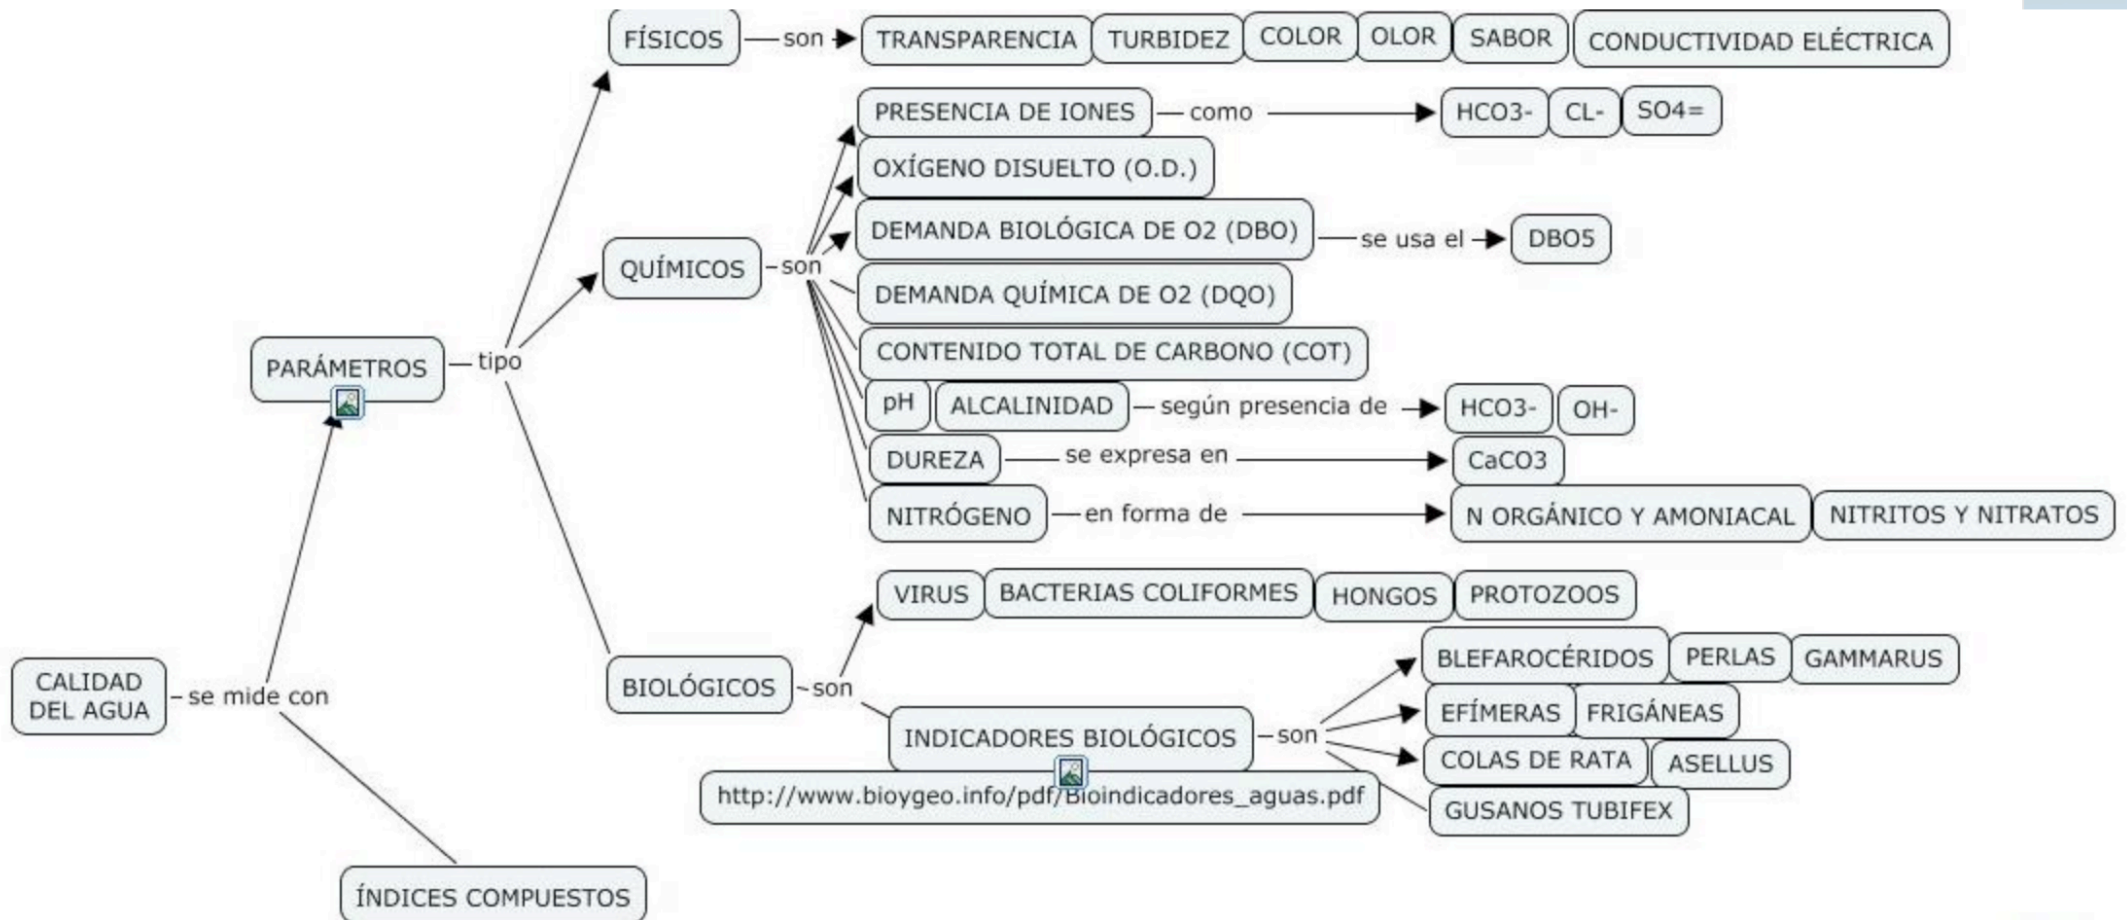 FÍSICOS
son
TRANSPARENCIA
TURBIDEZ
COLOR
OLOR
SABOR
CONDUCTIVIDAD ELÉCTRICA
PRESENCIA DE IONES
como
HCO3-
CL-
SO4=
OXÍGENO DISUELTO (O.D.)
DEMANDA BIOLÓGICA DE O2 (DBO)
se usa el
DBO5
QUÍMICOS
son
DEMANDA QUÍMICA DE O2 (DQO)
CONTENIDO TOTAL DE CARBONO (COT)
PARÁMETROS
tipo
pH
ALCALINIDAD
según presencia de
HCO3-
OH-
DUREZA
se expresa en
CaCO3
NITRÓGENO
en forma de
N ORGÁNICO Y AMONIACAL
NITRITOS Y NITRATOS
VIRUS
BACTERIAS COLIFORMES
HONGOS
PROTOZOOS
BIOLÓGICOS
son
BLEFAROCÉRIDOS
PERLAS
GAMMARUS
CALIDAD
DEL AGUA
se mide con
INDICADORES BIOLÓGICOS
son
EFÍMERAS
FRIGÁNEAS
COLAS DE RATA
ASELLUS
http://www.bioygeo.info/pdf/Bioindicadores_aguas.pdf
GUSANOS TUBIFEX
ÍNDICES COMPUESTOS